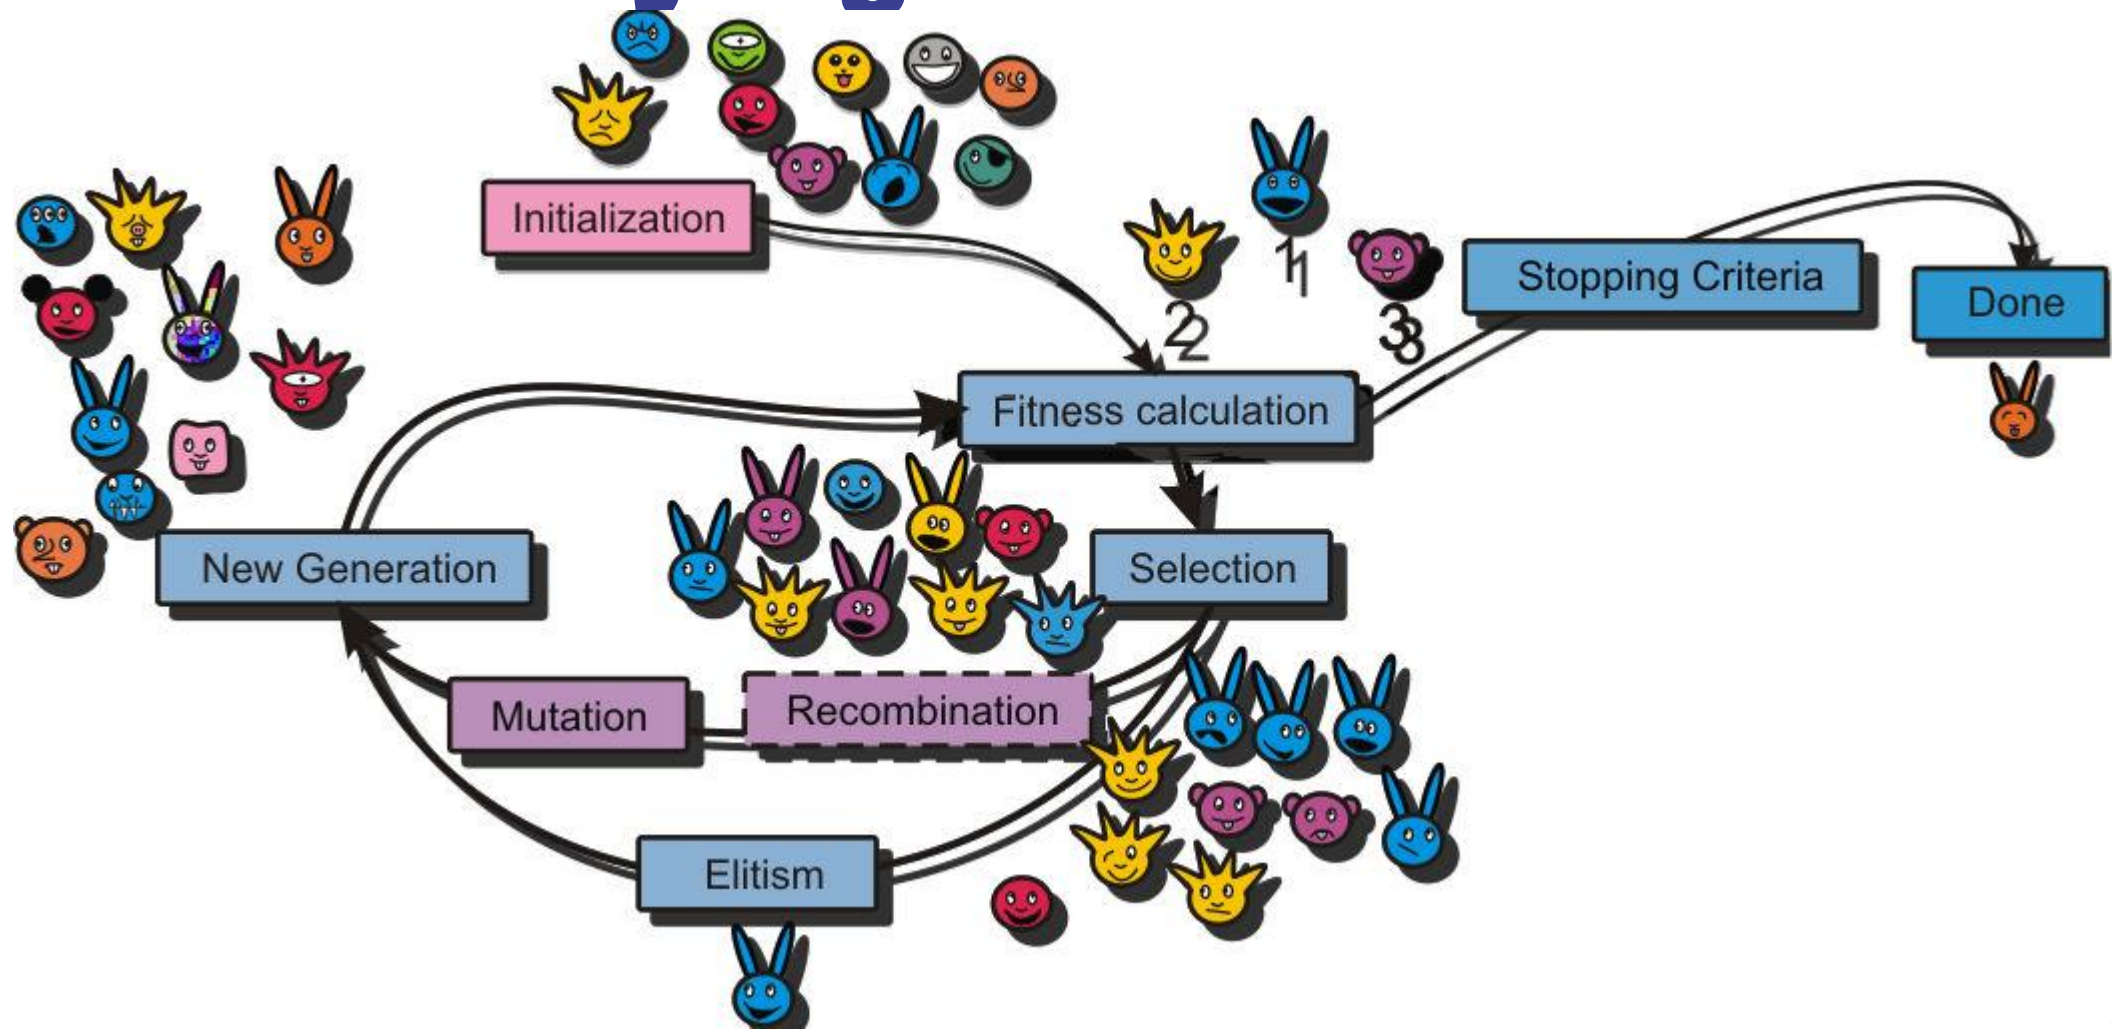 Initialization
1
2
3
Stopping Criteria
Done
Fitness calculation
New Generation
Selection
Mutation
Recombination
Elitism